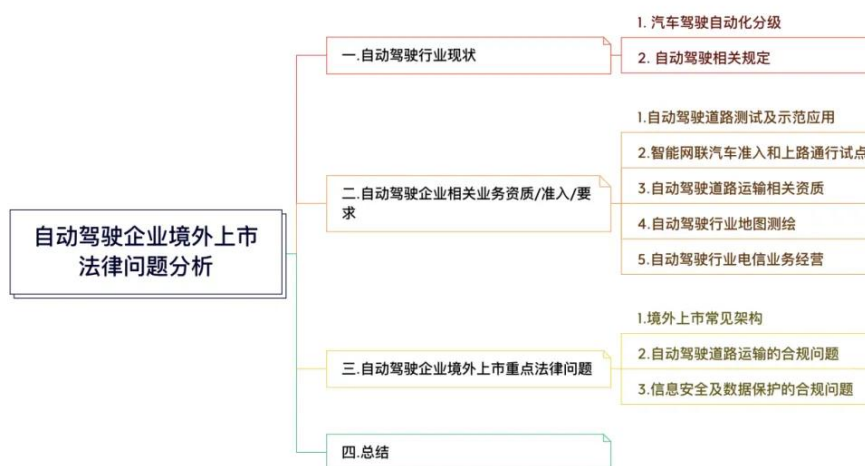 自动驾驶企业境外上市
法律问题分析
一.自动驾驶行业现状
1. 汽车驾驶自动化分级
2. 自动驾驶相关规定
二.自动驾驶企业相关业务资质/准入/要
求
1.自动驾驶道路测试及示范应用
2.智能网联汽车准入和上路通行试点
3.自动驾驶道路运输相关资质
4.自动驾驶行业地图测绘
5.自动驾驶行业电信业务经营
三.自动驾驶企业境外上市重点法律问题
1.境外上市常见架构
2.自动驾驶道路运输的合规问题
3.信息安全及数据保护的合规问题
四.总结